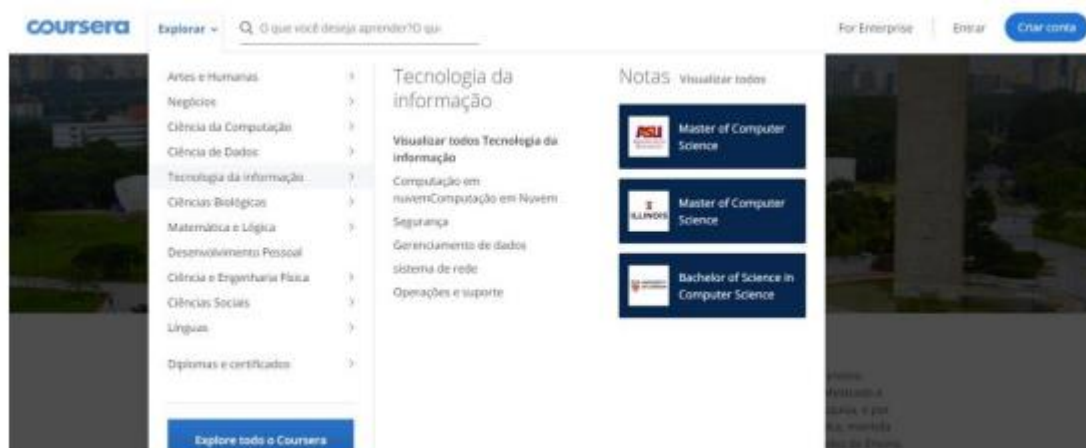 coursera
Explorar
O que você deseja aprender?O que
For Enterprise
Entrar
Criar conta
Artes e Humanas
Negócios
Ciência da Computação
Ciência de Dados
Tecnologia da informação
Ciências Biológicas
Matemática e Lógica
Desenvolvimento Pessoal
Ciência e Engenharia Física
Ciências Sociais
Línguas
Diplomas e certificados
Explore todo o Coursera
Tecnologia da
informação
Visualizar todos Tecnologia da
informação
Computação em
nuvemComputação em Nuvem
Segurança
Gerenciamento de dados
sistema de rede
Operações e suporte
Notas Visualizar todos
ASU
Master of Computer
Science
I
ILLINOIS
Master of Computer
Science
Bachelor of Science in
Computer Science